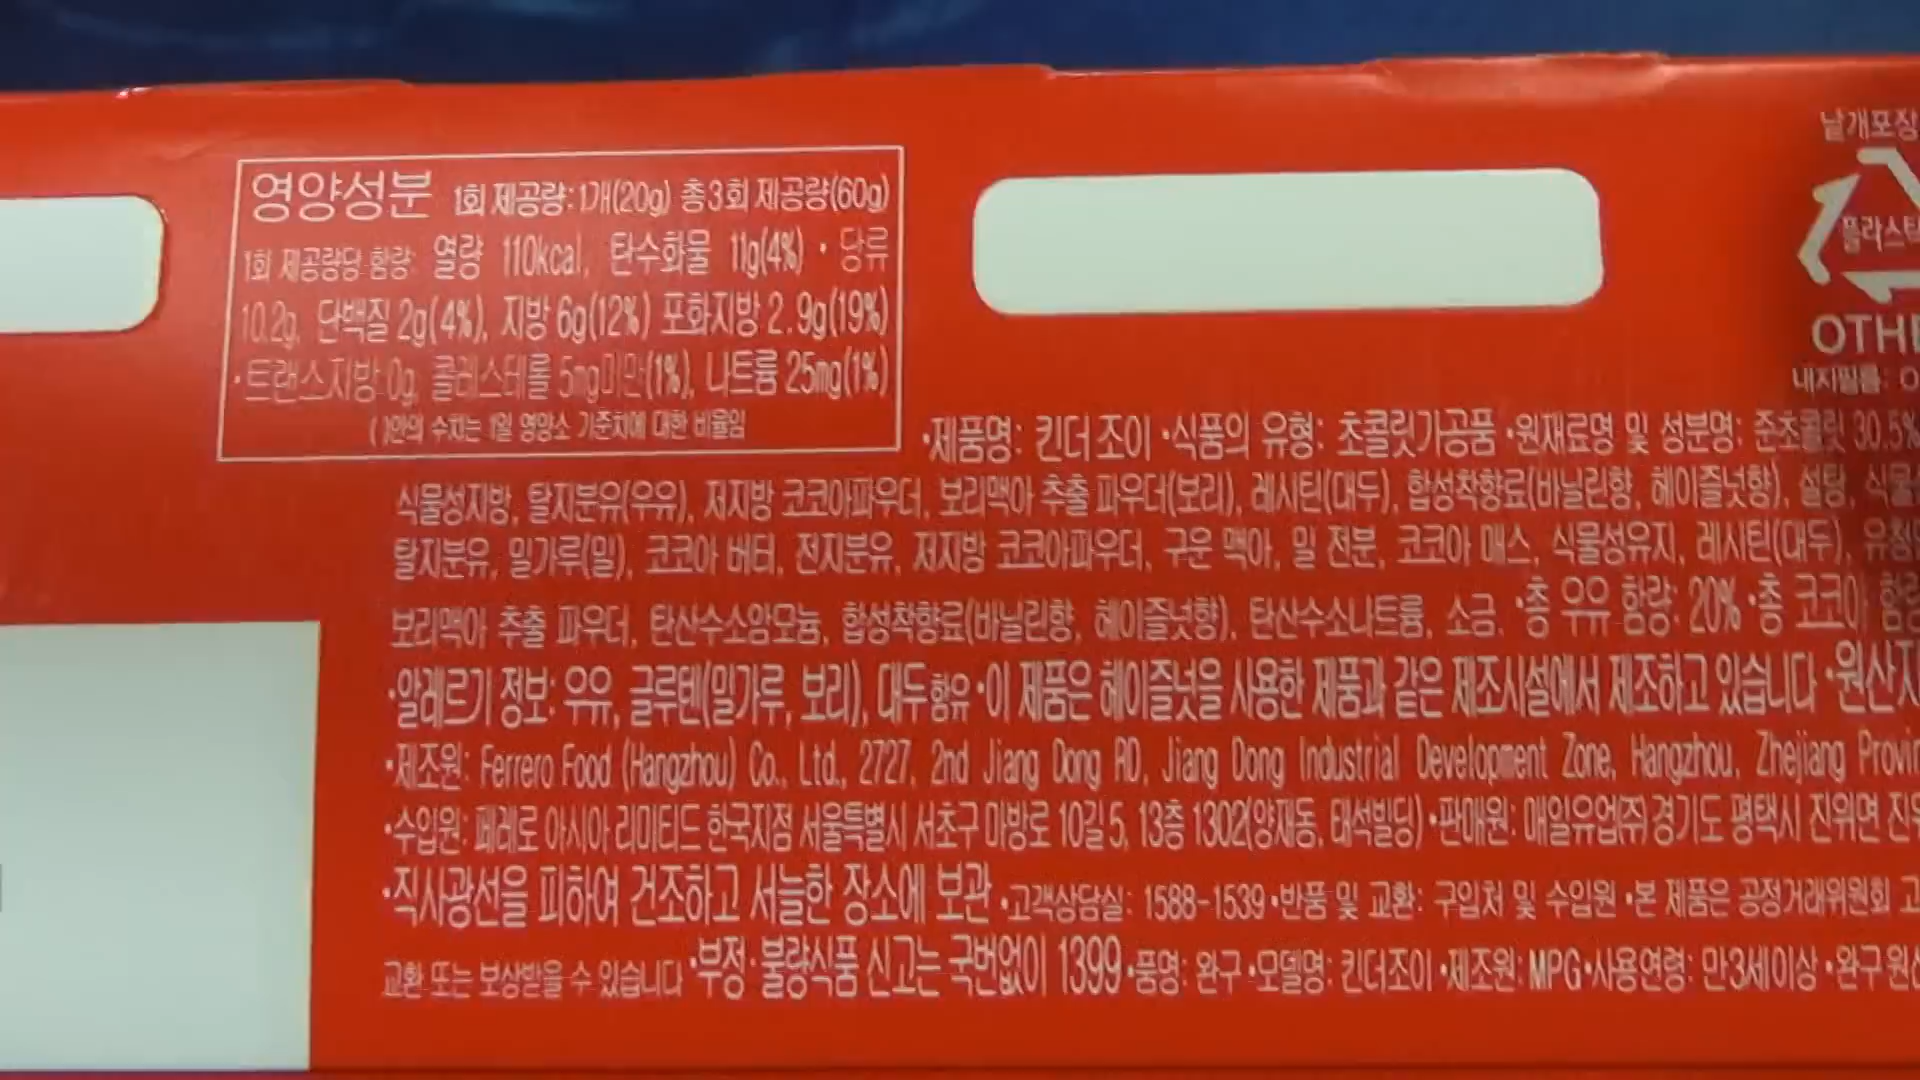 영양성분 1회 제공량: 1개(20g) 총3회 제공량(60g)
1회 제공량당 함량: 열량 110kcal, 탄수화물 11g(4%) · 당류
10.2g, 단백질 2g(4%), 지방 6g(12%) 포화지방 2.9g(19%)
·트랜스지방 0g, 콜레스테롤 5mg미만(1%), 나트륨 25mg(1%)
( )안의 수치는 1일 영양소 기준치에 대한 비율임
낱개포장
플라스틱
OTHE
내지필름: O
·제품명: 킨더 조이 ·식품의 유형: 초콜릿가공품 ·원재료명 및 성분명: 준초콜릿 30.5%
식물성지방, 탈지분유(우유), 저지방 코코아파우더, 보리맥아 추출 파우더(보리), 레시틴(대두), 합성착향료(바닐린향, 헤이즐넛향), 설탕, 식물
탈지분유, 밀가루(밀), 코코아 버터, 전지분유, 저지방 코코아파우더, 구운 맥아, 밀 전분, 코코아 매스, 식물성유지, 레시틴(대두), 유청
보리맥아 추출 파우더, 탄산수소암모늄, 합성착향료(바닐린향, 헤이즐넛향), 탄산수소나트륨, 소금. ·총 우유 함량: 20% ·총 코코아 함량
·알레르기 정보: 우유, 글루텐(밀가루, 보리), 대두 함유 ·이 제품은 헤이즐넛을 사용한 제품과 같은 제조시설에서 제조하고 있습니다 ·원산지
·제조원: Ferrero Food (Hangzhou) Co., Ltd., 2727, 2nd Jiang Dong RD, Jiang Dong Industrial Development Zone, Hangzhou, Zhejiang Provin
·수입원: 페레로 아시아 리미티드 한국지점 서울특별시 서초구 마방로 10길 5, 13층 1302(양재동, 태석빌딩) ·판매원: 매일유업(주) 경기도 평택시 진위면 진위
·직사광선을 피하여 건조하고 서늘한 장소에 보관 ·고객상담실: 1588-1539 ·반품 및 교환: 구입처 및 수입원 ·본 제품은 공정거래위원회 고
교환 또는 보상받을 수 있습니다 ·부정·불량식품 신고는 국번없이 1399 ·품명: 완구 ·모델명: 킨더조이 ·제조원: MPG ·사용연령: 만3세이상 ·완구 원산